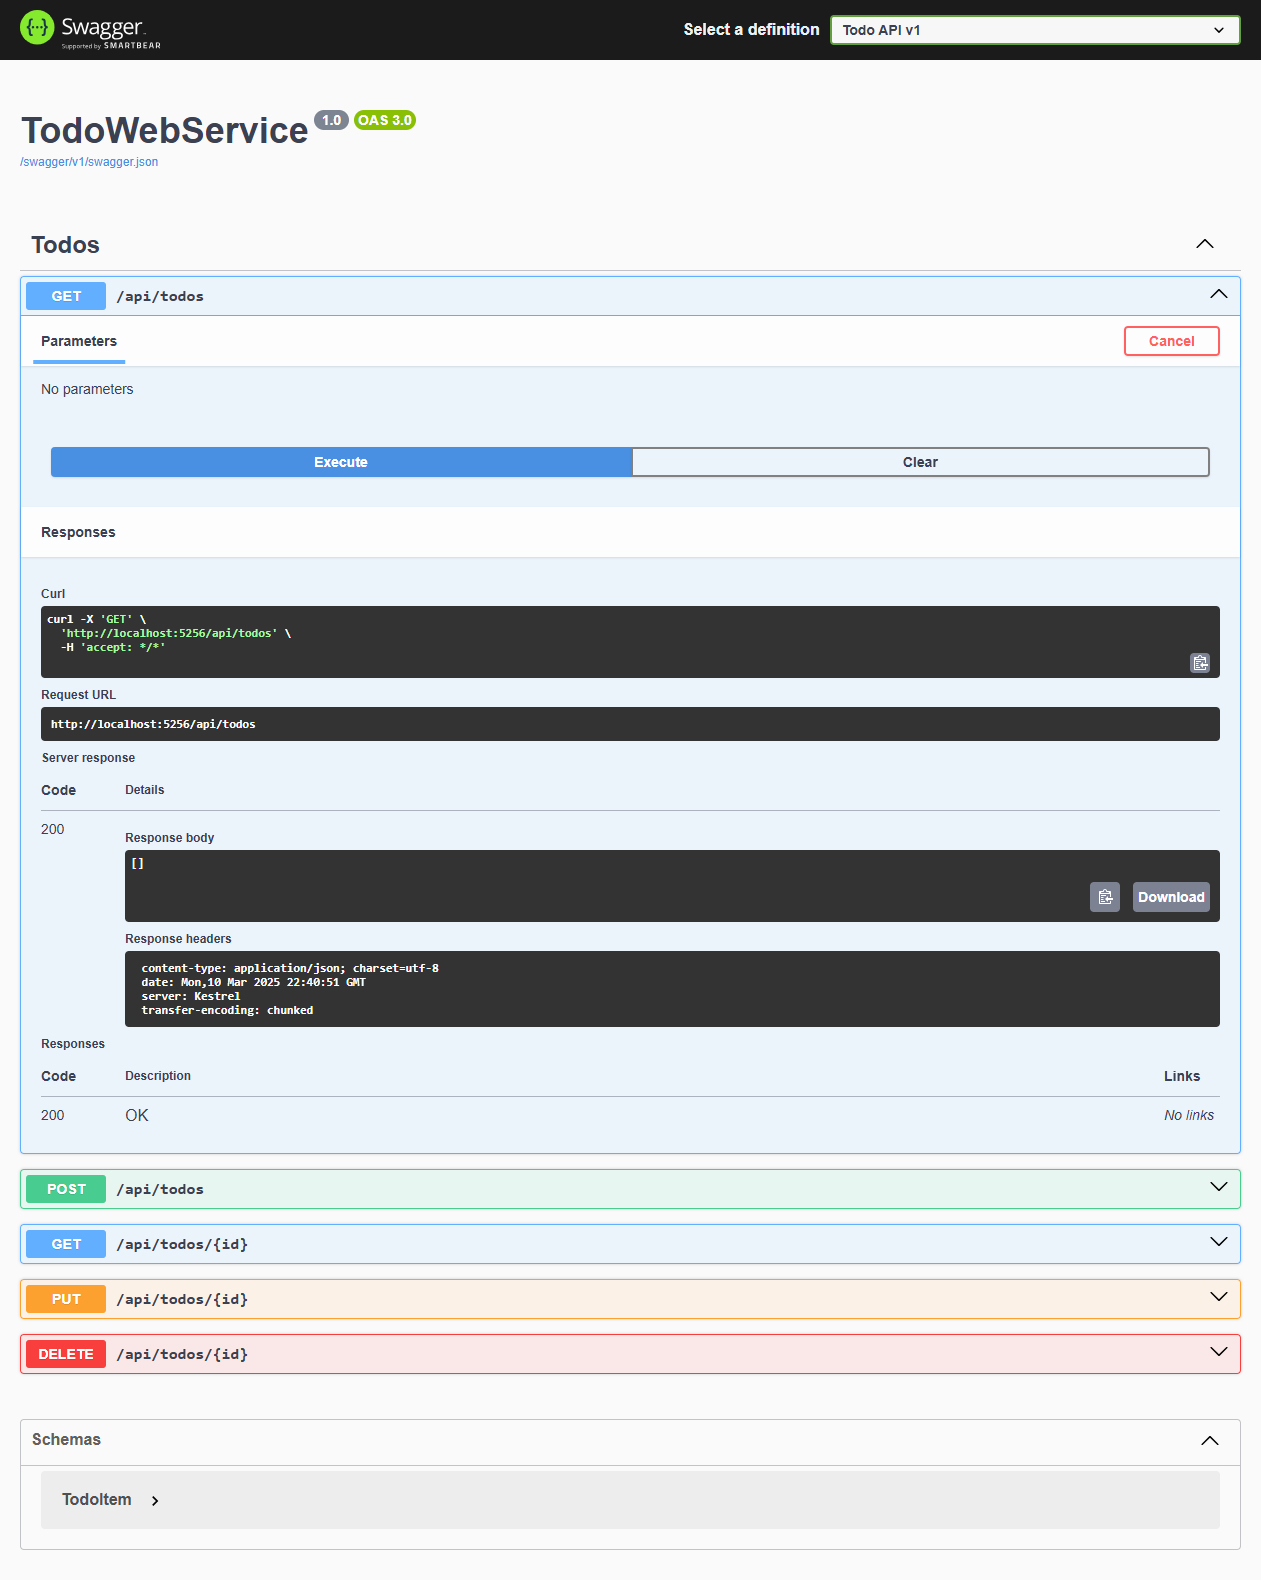 Swagger
Supported by SMARTBEAR
Select a definition
Todo API v1
TodoWebService 1.0 OAS 3.0
/swagger/v1/swagger.json
Todos
GET /api/todos
Parameters
Cancel
No parameters
Execute
Clear
Responses
Curl
curl -X 'GET' \
'http://localhost:5256/api/todos' \
-H 'accept: */*'
Request URL
http://localhost:5256/api/todos
Server response
Code Details
200
Response body
[]
Download
Response headers
content-type: application/json; charset=utf-8
date: Mon,10 Mar 2025 22:40:51 GMT
server: Kestrel
transfer-encoding: chunked
Responses
Code Description Links
200 OK No links
POST /api/todos
GET /api/todos/{id}
PUT /api/todos/{id}
DELETE /api/todos/{id}
Schemas
TodoItem